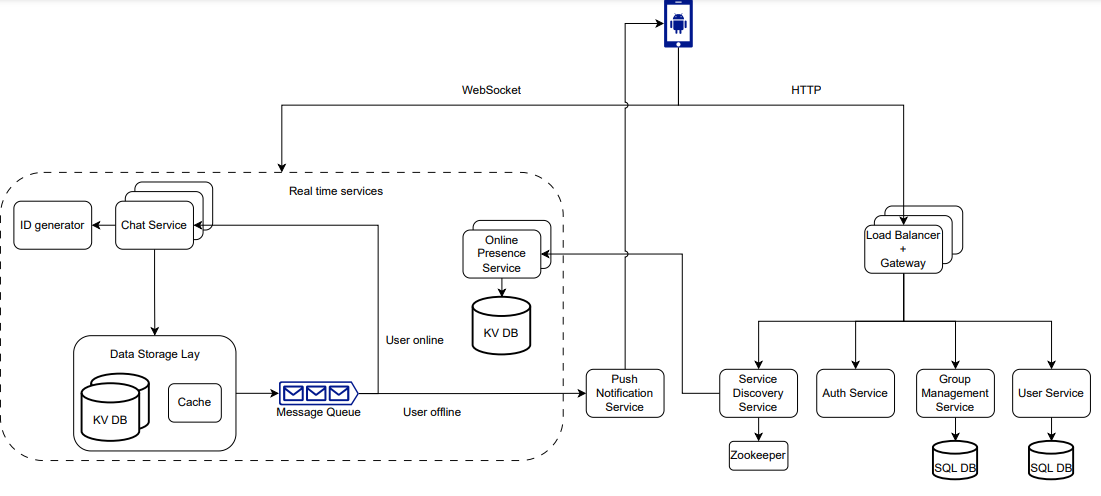 WebSocket
HTTP
Real time services
ID generator
Chat Service
Online
Presence
Service
Load Balancer
+
Gateway
KV DB
User online
Data Storage Lay
KV DB
Cache
Message Queue
User offline
Push
Notification
Service
Service
Discovery
Service
Auth Service
Group
Management
Service
User Service
Zookeeper
SQL DB
SQL DB